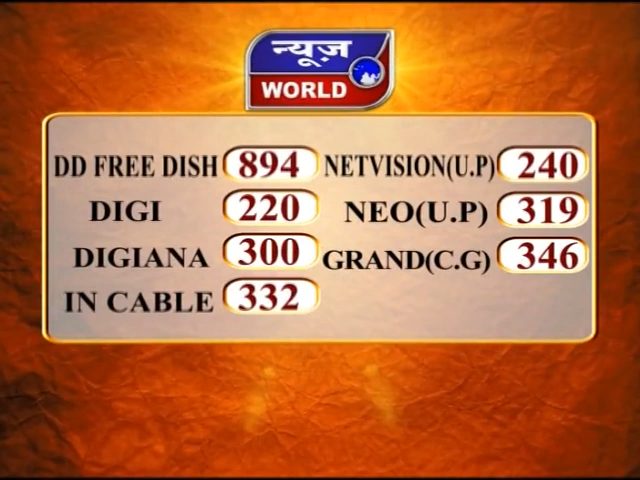 न्यूज़
WORLD
DD FREE DISH 894 NETVISION(U.P) 240
DIGI 220 NEO(U.P) 319
DIGIANA 300 GRAND(C.G) 346
IN CABLE 332